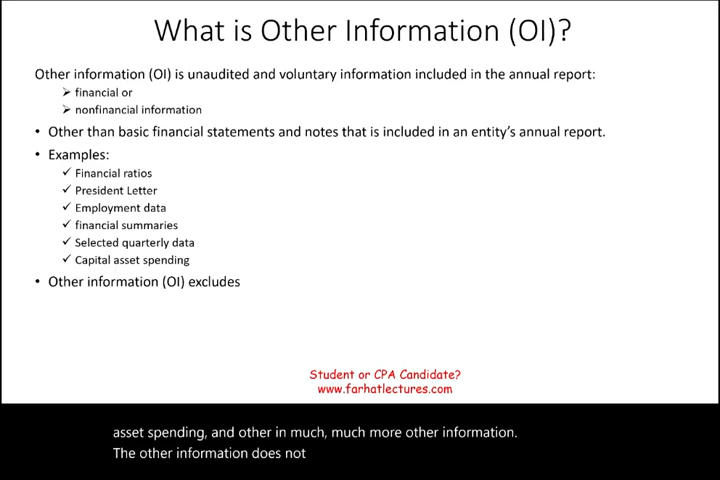 What is Other Information (OI)?
Other information (OI) is unaudited and voluntary information included in the annual report:
➢ financial or
➢ nonfinancial information
• Other than basic financial statements and notes that is included in an entity's annual report.
• Examples:
✓ Financial ratios
✓ President Letter
✓ Employment data
✓ financial summaries
✓ Selected quarterly data
✓ Capital asset spending
• Other information (OI) excludes
Student or CPA Candidate?
www.farhatlectures.com
asset spending, and other in much, much more other information.
The other information does not